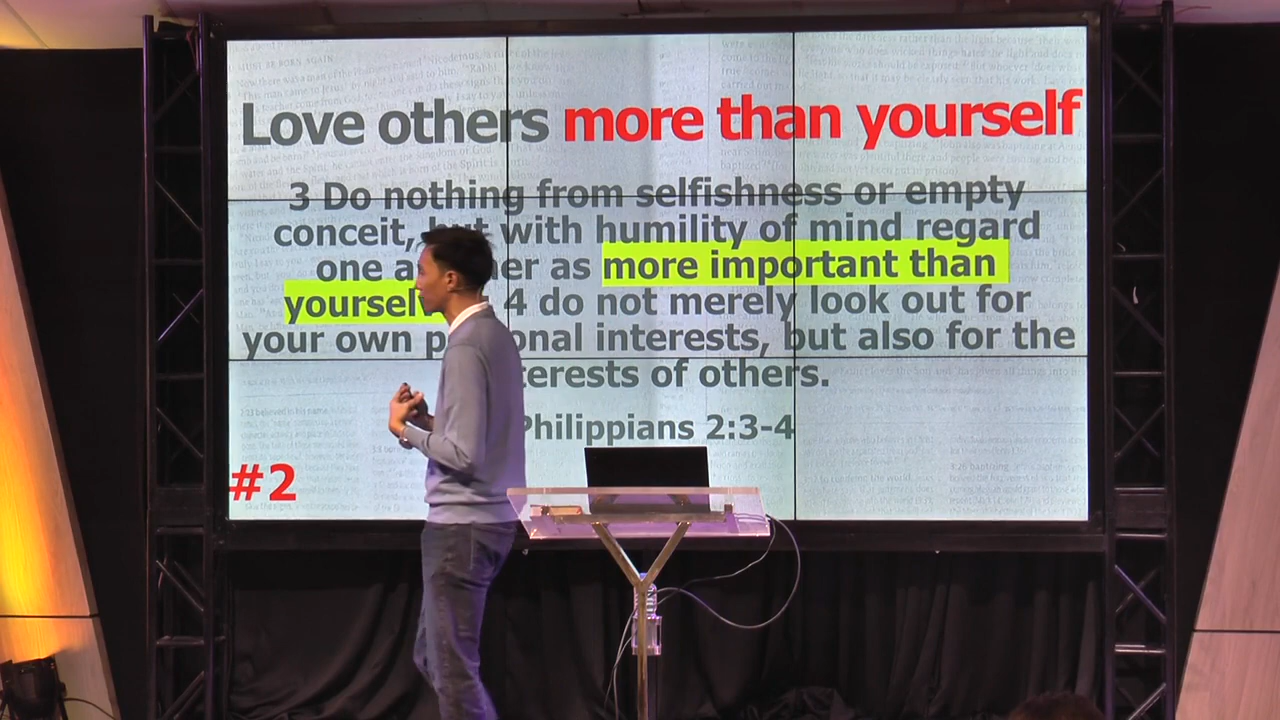 Love others more than yourself
3 Do nothing from selfishness or empty
conceit, but with humility of mind regard
one as more important than
4 do not merely look out for
your own interests, but also for the
of others.
Philippians 2:3-4
#2